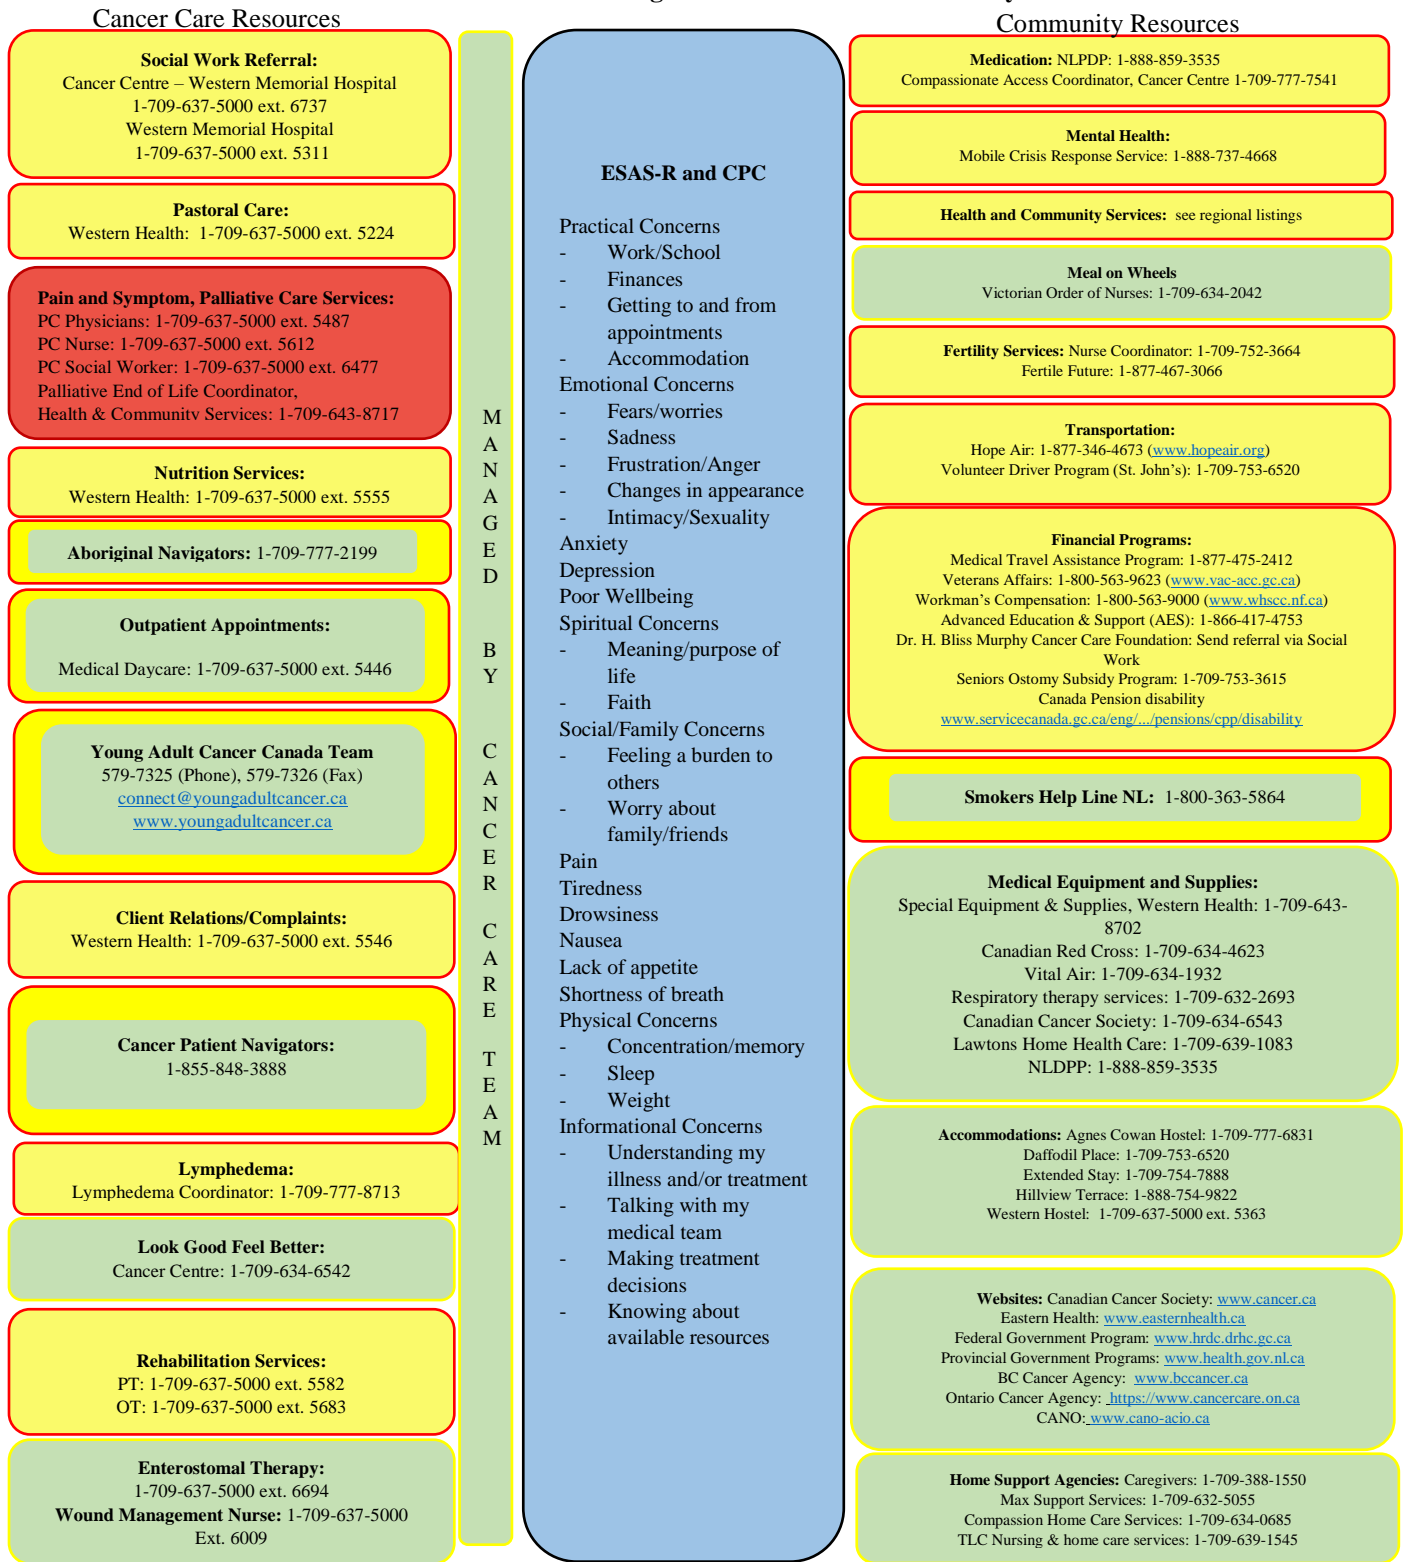 Cancer Care Resources
Social Work Referral:
Cancer Centre – Western Memorial Hospital
1-709-637-5000 ext. 6737
Western Memorial Hospital
1-709-637-5000 ext. 5311
Pastoral Care:
Western Health:  1-709-637-5000 ext. 5224
Pain and Symptom, Palliative Care Services:
PC Physicians: 1-709-637-5000 ext. 5487
PC Nurse: 1-709-637-5000 ext. 5612
PC Social Worker: 1-709-637-5000 ext. 6477
Palliative End of Life Coordinator,
Health & Community Services: 1-709-643-8717
Nutrition Services:
Western Health: 1-709-637-5000 ext. 5555
Aboriginal Navigators: 1-709-777-2199
Outpatient Appointments:
Medical Daycare: 1-709-637-5000 ext. 5446
Young Adult Cancer Canada Team
579-7325 (Phone), 579-7326 (Fax)
connect@youngadultcancer.ca
www.youngadultcancer.ca
Client Relations/Complaints:
Western Health: 1-709-637-5000 ext. 5546
Cancer Patient Navigators:
1-855-848-3888
Lymphedema:
Lymphedema Coordinator: 1-709-777-8713
Look Good Feel Better:
Cancer Centre: 1-709-634-6542
Rehabilitation Services:
PT: 1-709-637-5000 ext. 5582
OT: 1-709-637-5000 ext. 5683
Enterostomal Therapy:
1-709-637-5000 ext. 6694
Wound Management Nurse: 1-709-637-5000
Ext. 6009
M
A
N
A
G
E
D
B
Y
C
A
N
C
E
R
C
A
R
E
T
E
A
M
ESAS-R and CPC
Practical Concerns
- Work/School
- Finances
- Getting to and from
appointments
- Accommodation
Emotional Concerns
- Fears/worries
- Sadness
- Frustration/Anger
- Changes in appearance
- Intimacy/Sexuality
Anxiety
Depression
Poor Wellbeing
Spiritual Concerns
- Meaning/purpose of
life
- Faith
Social/Family Concerns
- Feeling a burden to
others
- Worry about
family/friends
Pain
Tiredness
Drowsiness
Nausea
Lack of appetite
Shortness of breath
Physical Concerns
- Concentration/memory
- Sleep
- Weight
Informational Concerns
- Understanding my
illness and/or treatment
- Talking with my
medical team
- Making treatment
decisions
- Knowing about
available resources
Community Resources
Medication: NLPDP: 1-888-859-3535
Compassionate Access Coordinator, Cancer Centre 1-709-777-7541
Mental Health:
Mobile Crisis Response Service: 1-888-737-4668
Health and Community Services:  see regional listings
Meal on Wheels
Victorian Order of Nurses: 1-709-634-2042
Fertility Services: Nurse Coordinator: 1-709-752-3664
Fertile Future: 1-877-467-3066
Transportation:
Hope Air: 1-877-346-4673 (www.hopeair.org)
Volunteer Driver Program (St. John's): 1-709-753-6520
Financial Programs:
Medical Travel Assistance Program: 1-877-475-2412
Veterans Affairs: 1-800-563-9623 (www.vac-acc.gc.ca)
Workman's Compensation: 1-800-563-9000 (www.whscc.nf.ca)
Advanced Education & Support (AES): 1-866-417-4753
Dr. H. Bliss Murphy Cancer Care Foundation: Send referral via Social
Work
Seniors Ostomy Subsidy Program: 1-709-753-3615
Canada Pension disability
www.servicecanada.gc.ca/eng/.../pensions/cpp/disability
Smokers Help Line NL:  1-800-363-5864
Medical Equipment and Supplies:
Special Equipment & Supplies, Western Health: 1-709-643-
8702
Canadian Red Cross: 1-709-634-4623
Vital Air: 1-709-634-1932
Respiratory therapy services: 1-709-632-2693
Canadian Cancer Society: 1-709-634-6543
Lawtons Home Health Care: 1-709-639-1083
NLDPP: 1-888-859-3535
Accommodations: Agnes Cowan Hostel: 1-709-777-6831
Daffodil Place: 1-709-753-6520
Extended Stay: 1-709-754-7888
Hillview Terrace: 1-888-754-9822
Western Hostel:  1-709-637-5000 ext. 5363
Websites: Canadian Cancer Society: www.cancer.ca
Eastern Health: www.easternhealth.ca
Federal Government Program: www.hrdc.drhc.gc.ca
Provincial Government Programs: www.health.gov.nl.ca
BC Cancer Agency:  www.bccancer.ca
Ontario Cancer Agency:  https://www.cancercare.on.ca
CANO: www.cano-acio.ca
Home Support Agencies: Caregivers: 1-709-388-1550
Max Support Services: 1-709-632-5055
Compassion Home Care Services: 1-709-634-0685
TLC Nursing & home care services: 1-709-639-1545